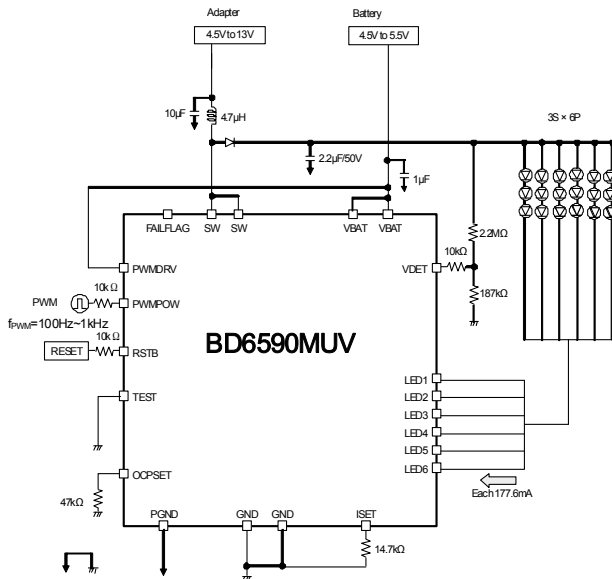 Adapter
Battery
4.5V to 13V
4.5V to 5.5V
10µF
4.7µH
3S × 6P
2.2µF/50V
1µF
FAILFLAG
SW
SW
VBAT
VBAT
2.2MΩ
PWMDRV
VDET
10kΩ
10kΩ
PWM
PWMPOW
187kΩ
fPWM=100Hz~1kHz
10kΩ
RESET
RSTB
BD6590MUV
TEST
LED1
LED2
LED3
LED4
LED5
LED6
OCPSET
Each 177.6mA
47kΩ
PGND
GND
GND
ISET
14.7kΩ